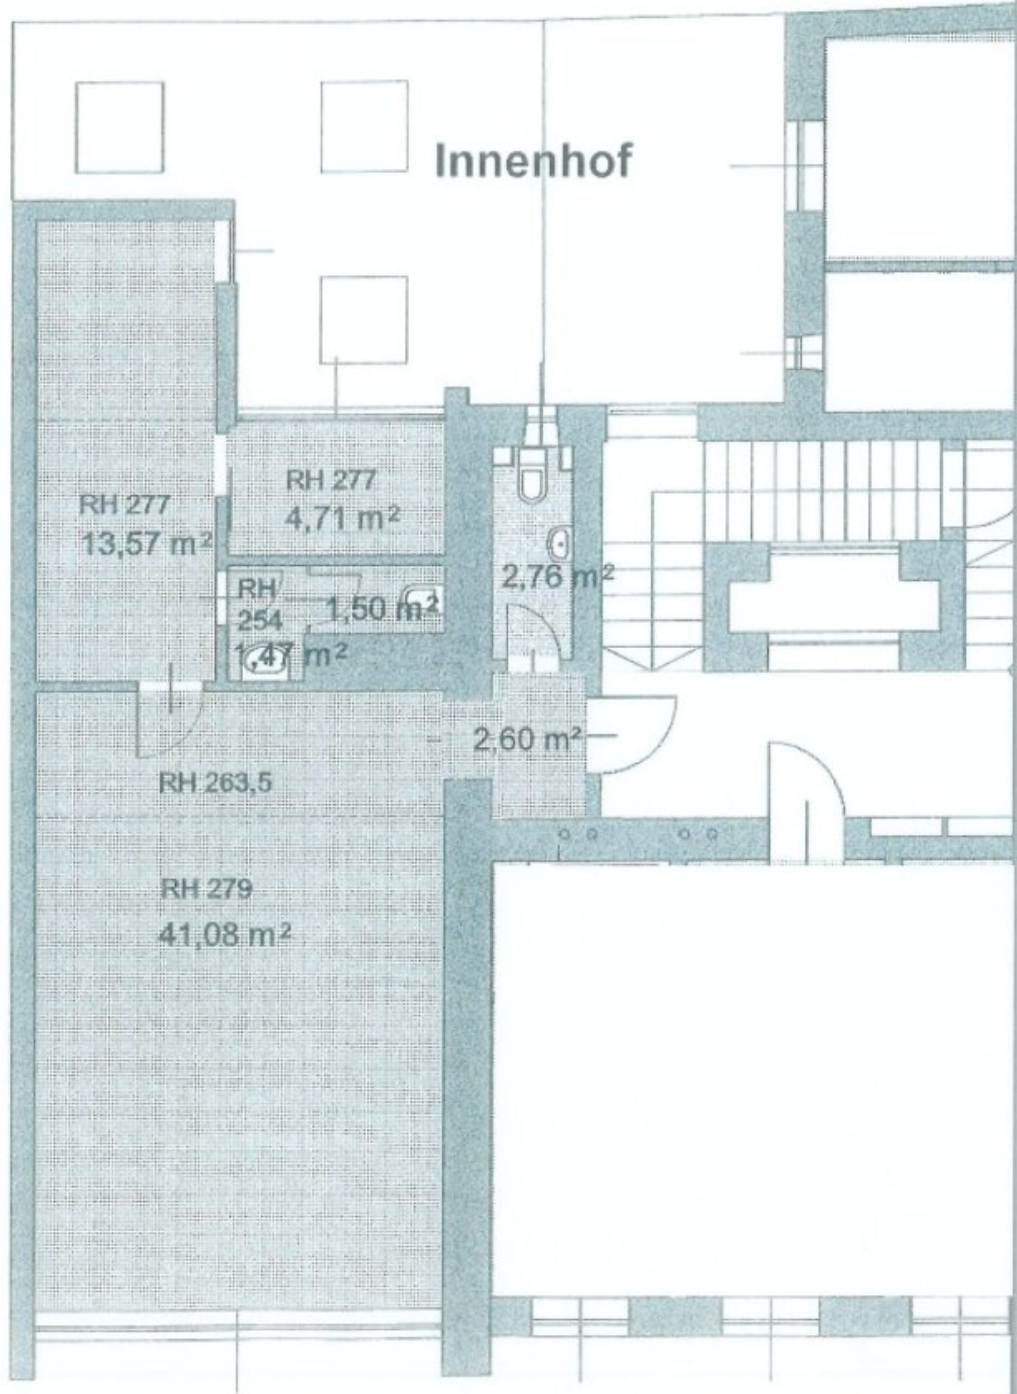 Innenhof
RH 277
13,57 m²
RH 277
4,71 m²
RH
254
1,50 m²
1,47 m²
2,76 m²
2,60 m²
RH 263,5
RH 279
41,08 m²